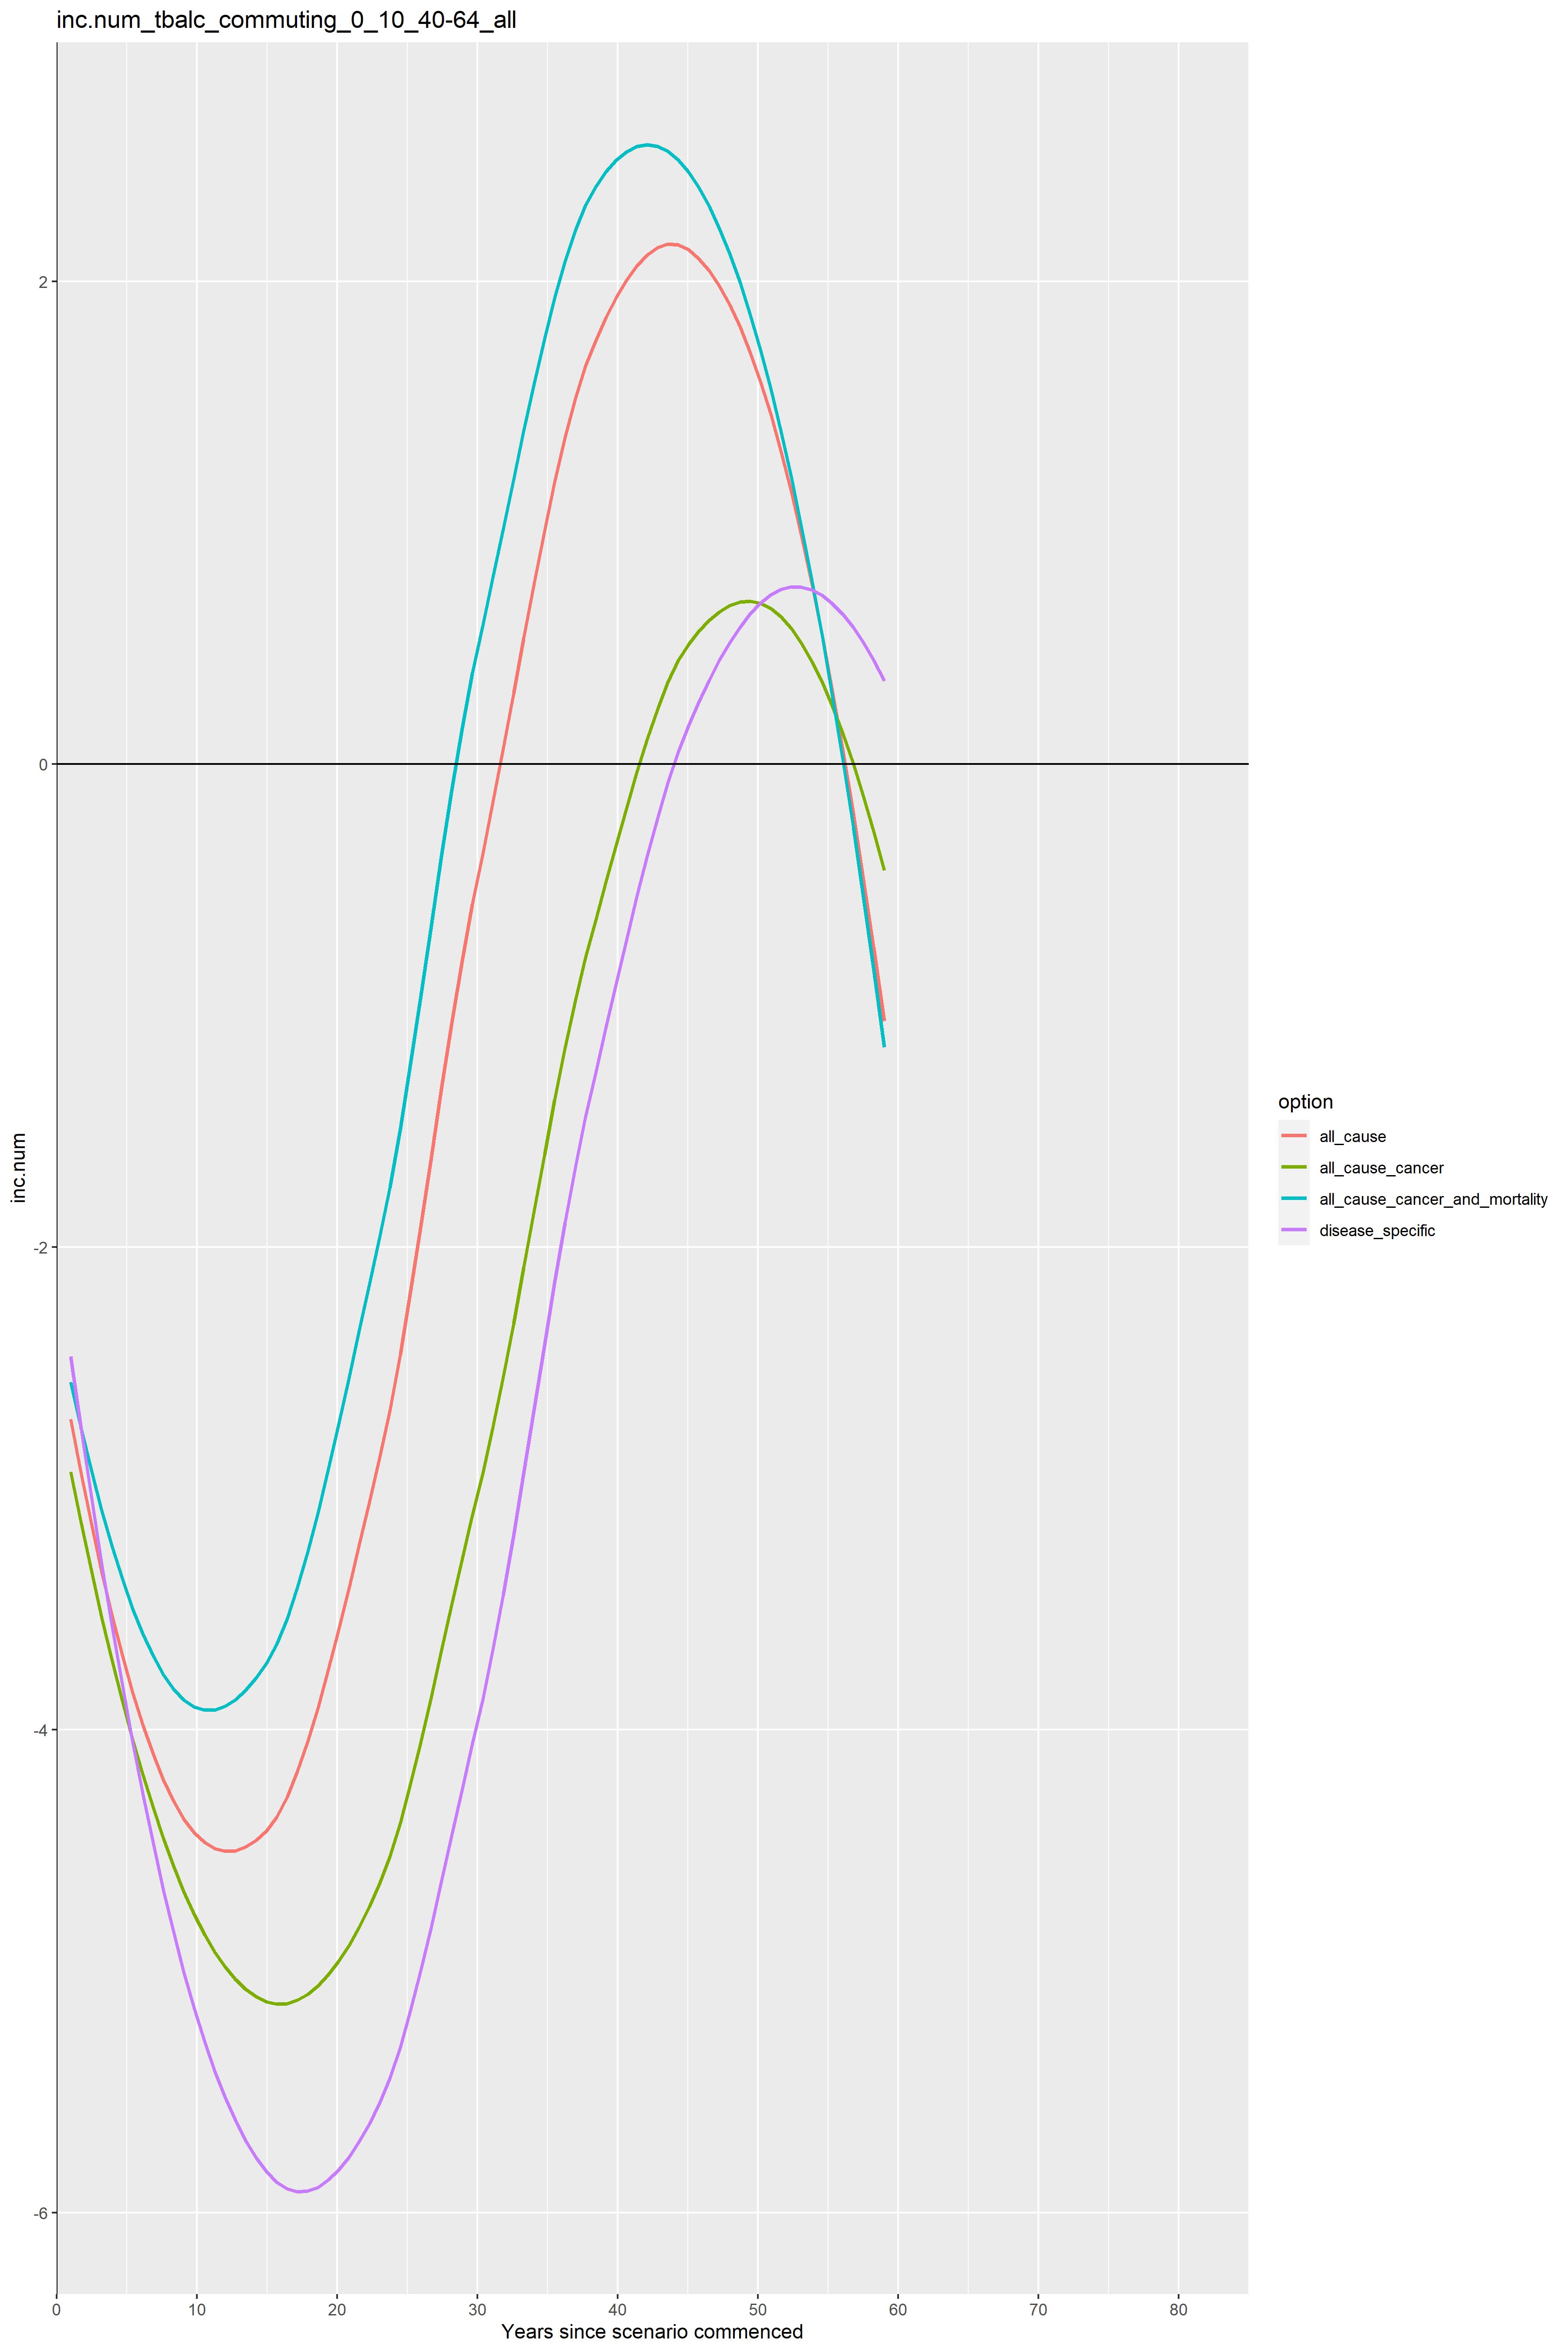 inc.num_tbalc_commuting_0_10_40-64_all
2
0
-2
-4
-6
inc.num
0 10 20 30 40 50 60 70 80
Years since scenario commenced
option
all_cause
all_cause_cancer
all_cause_cancer_and_mortality
disease_specific